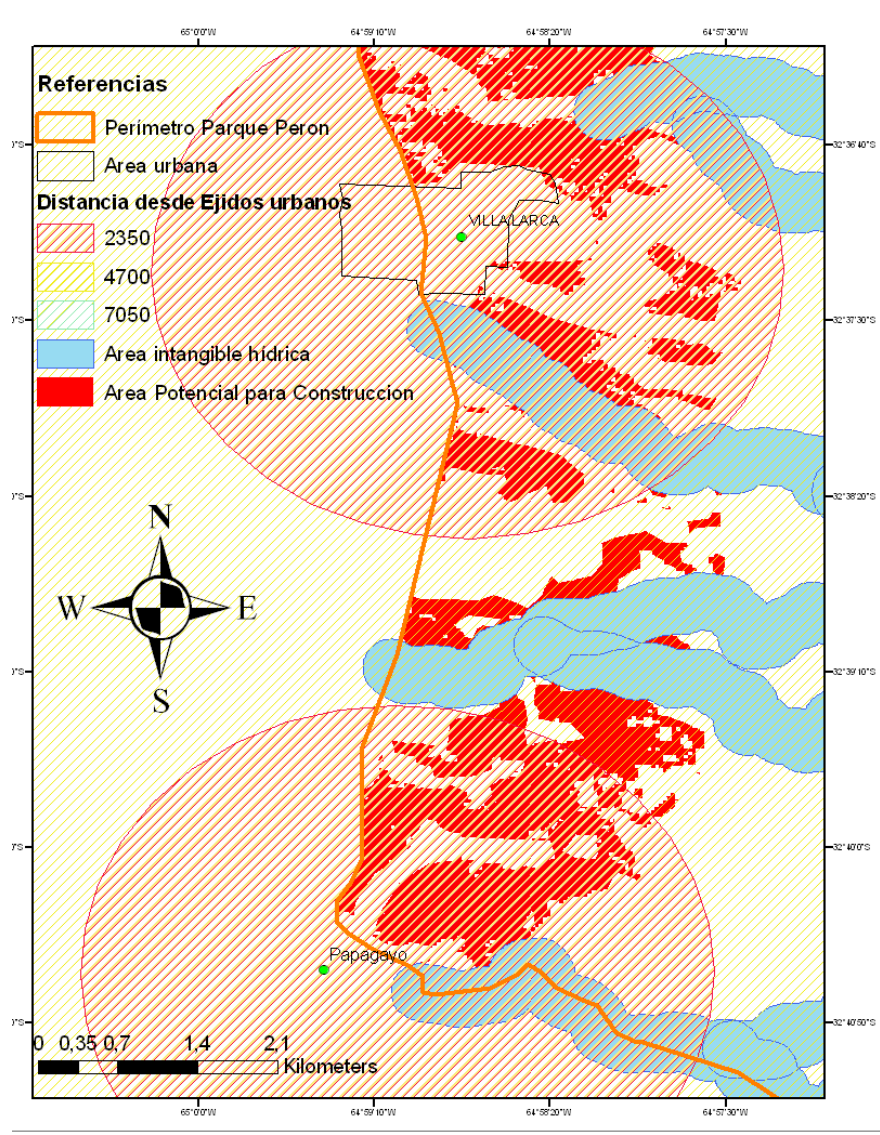 65°0'0"W 64°59'10"W 64°58'20"W 64°57'30"W
Referencias
Perímetro Parque Peron
Area urbana
Distancia desde Ejidos urbanos
2350
4700
7050
Area intangible hídrica
Area Potencial para Construccion
VILLA LARCA
32°36'40"S
32°37'30"S
32°38'20"S
32°39'10"S
32°40'0"S
32°40'50"S
N
W E
S
Papagayo
0 0,35 0,7 1,4 2,1
Kilometers
65°0'0"W 64°59'10"W 64°58'20"W 64°57'30"W